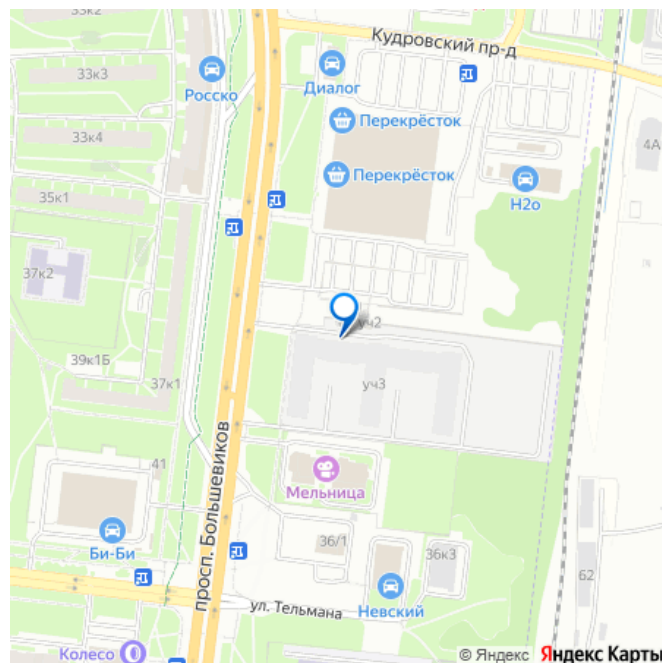 33к2
Кудровский пр-д
33к3
Росско
Диалог
Перекрёсток
33к4
4А
Перекрёсток
35к1
Н2о
37к2
уч2
39к1Б
37к1
уч3
просп. Большевиков
41
Мельница
Би-Би
36/1
36к3
62
ул. Тельмана
Невский
Колесо
© Яндекс Яндекс Карты